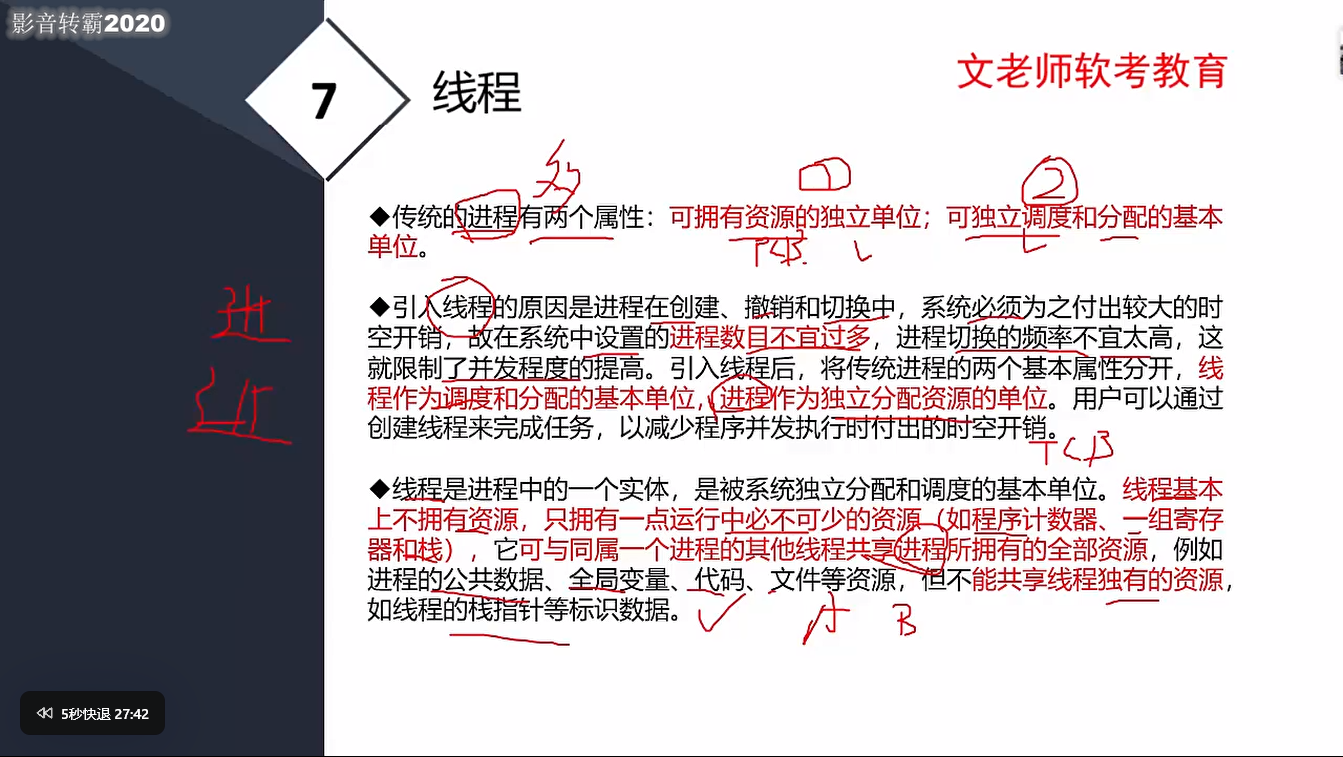 影音转霸2020
7
线程
文老师软考教育
◆传统的进程有两个属性：可拥有资源的独立单位；可独立调度和分配的基本
单位。
◆引入线程的原因是进程在创建、撤销和切换中，系统必须为之付出较大的时
空开销，故在系统中设置的进程数目不宜过多，进程切换的频率不宜太高，这
就限制了并发程度的提高。引入线程后，将传统进程的两个基本属性分开，线
程作为调度和分配的基本单位，进程作为独立分配资源的单位。用户可以通过
创建线程来完成任务，以减少程序并发执行时付出的时空开销。
◆线程是进程中的一个实体，是被系统独立分配和调度的基本单位。线程基本
上不拥有资源，只拥有一点运行中必不可少的资源（如程序计数器、一组寄存
器和栈），它可与同属一个进程的其他线程共享进程所拥有的全部资源，例如
进程的公共数据、全局变量、代码、文件等资源，但不能共享线程独有的资源，
如线程的栈指针等标识数据。
2
PCB
TCB
A B
进
5秒快退 27:42